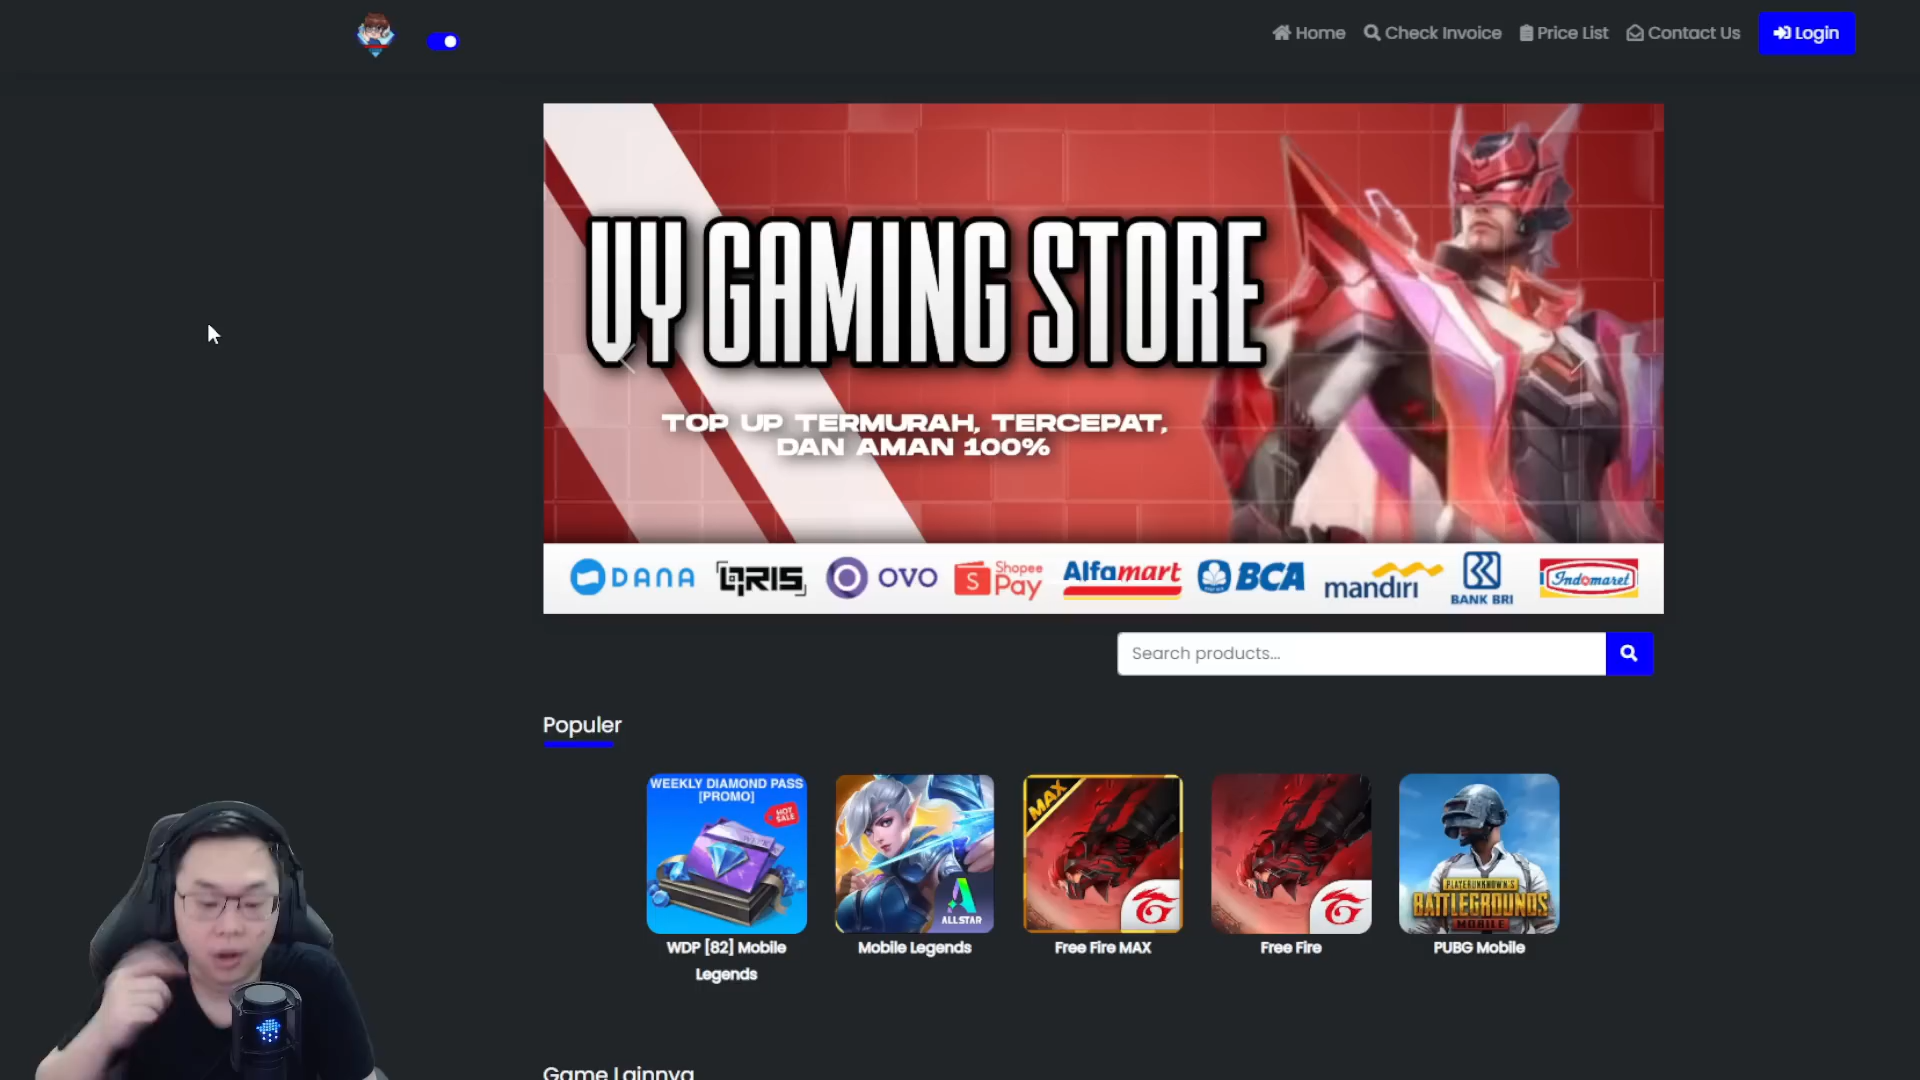 Home
Check Invoice
Price List
Contact Us
Login
VY GAMING STORE
TOP UP TERMURAH, TERCEPAT,
DAN AMAN 100%
DANA
QRIS
OVO
S Shopee Pay
Alfamart
BCA
mandiri
BANK BRI
Indomaret
Search products...
Populer
WEEKLY DIAMOND PASS
[PROMO]
HOT
SALE
ALLSTAR
MAX
PLAYERUNKNOWN'S
BATTLEGROUNDS
MOBILE
WDP [82] Mobile
Legends
Mobile Legends
Free Fire MAX
Free Fire
PUBG Mobile
Game Lainnya